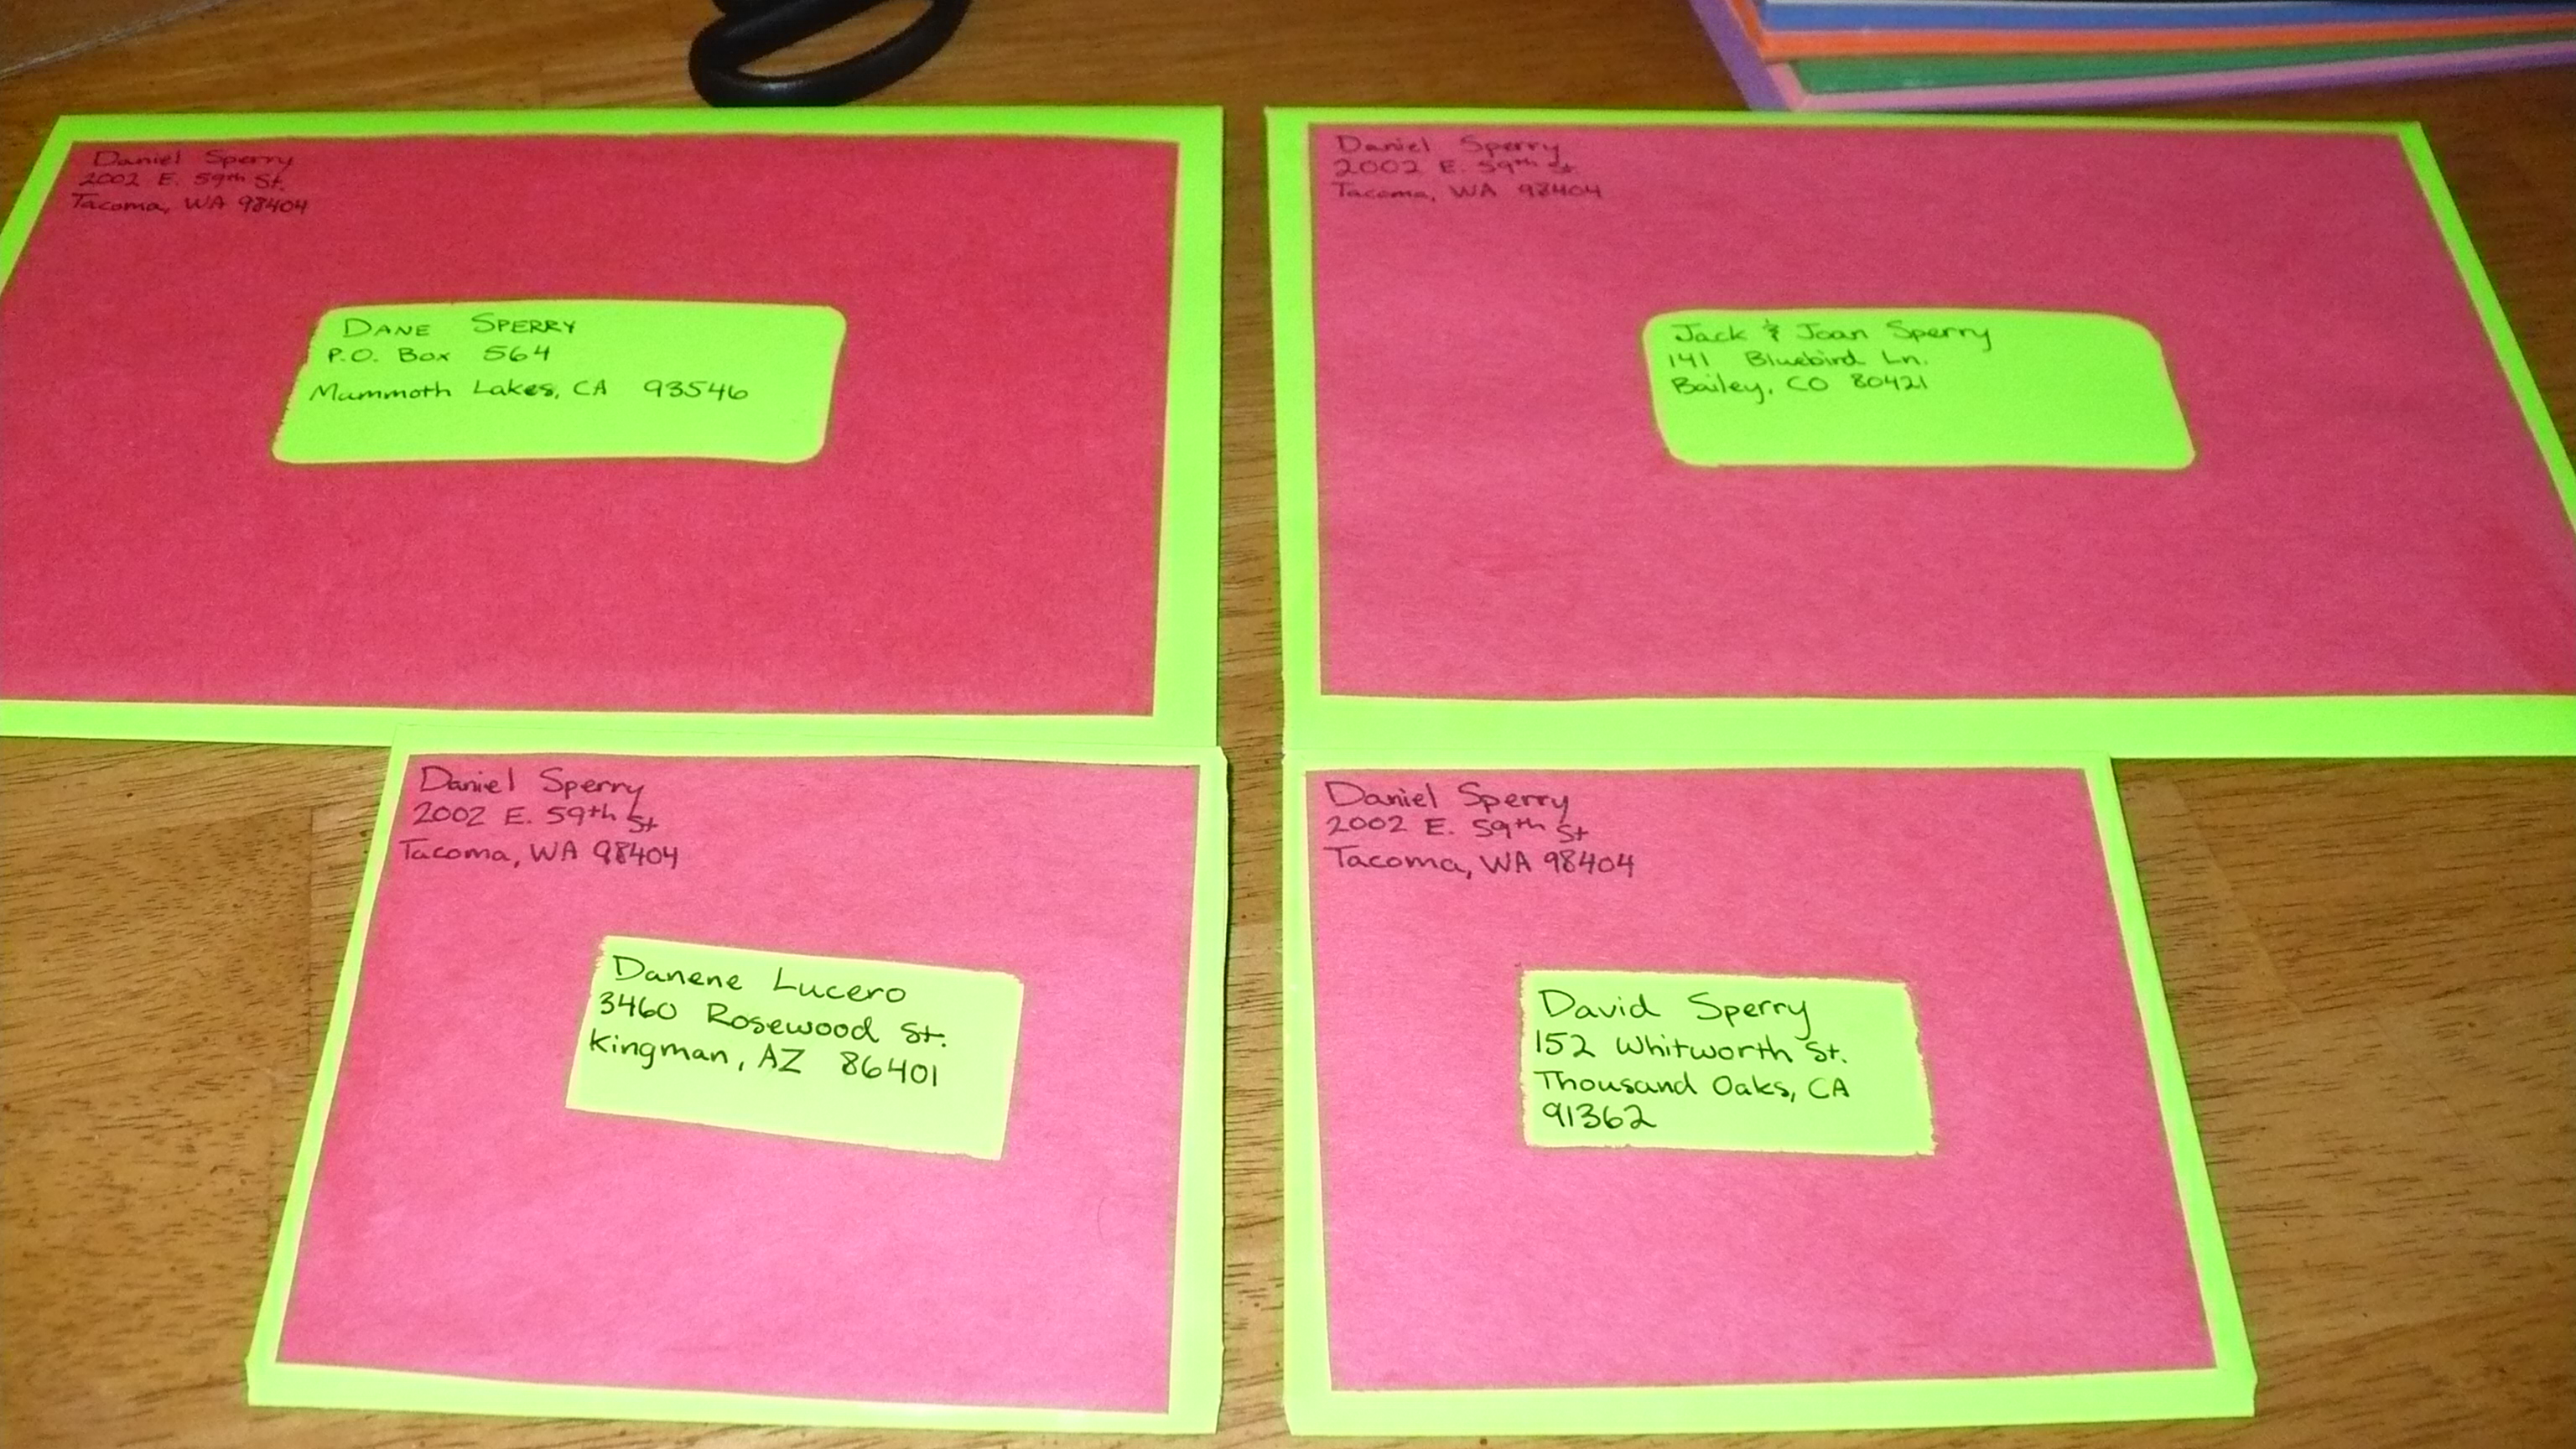 Daniel Sperry
2002 E. 59th St.
Tacoma, WA 98404
DANE SPERRY
P.O. Box 564
Mammoth Lakes, CA 93546
Daniel Sperry
2002 E. 59th St.
Tacoma, WA 98404
Jack & Joan Sperry
141 Bluebird Ln.
Bailey, CO 80421
Daniel Sperry
2002 E. 59th St
Tacoma, WA 98404
Danene Lucero
3460 Rosewood St.
Kingman, AZ 86401
Daniel Sperry
2002 E. 59th St
Tacoma, WA 98404
David Sperry
152 Whitworth St.
Thousand Oaks, CA
91362